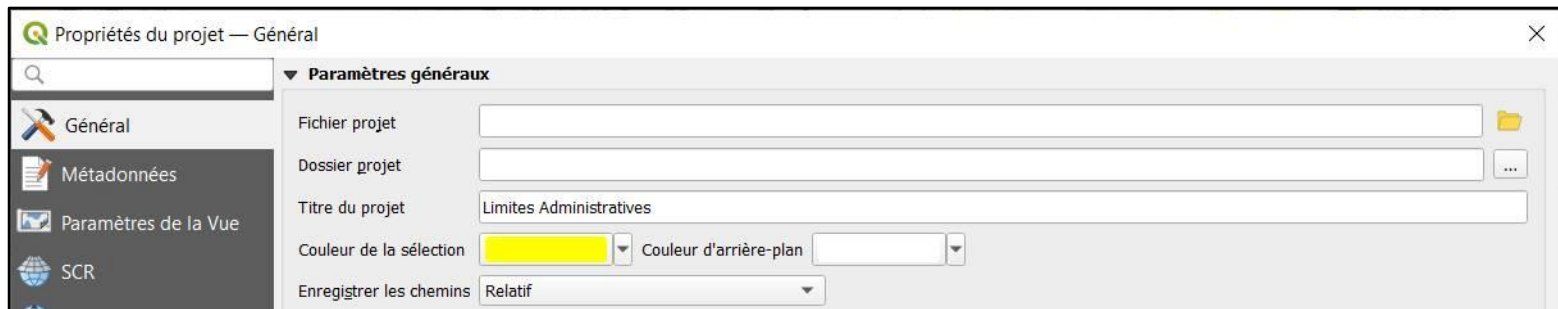 Propriétés du projet — Général
Paramètres généraux
Général
Métadonnées
Paramètres de la Vue
SCR
Fichier projet
Dossier projet
...
Titre du projet Limites Administratives
Couleur de la sélection Couleur d'arrière-plan
Enregistrer les chemins Relatif